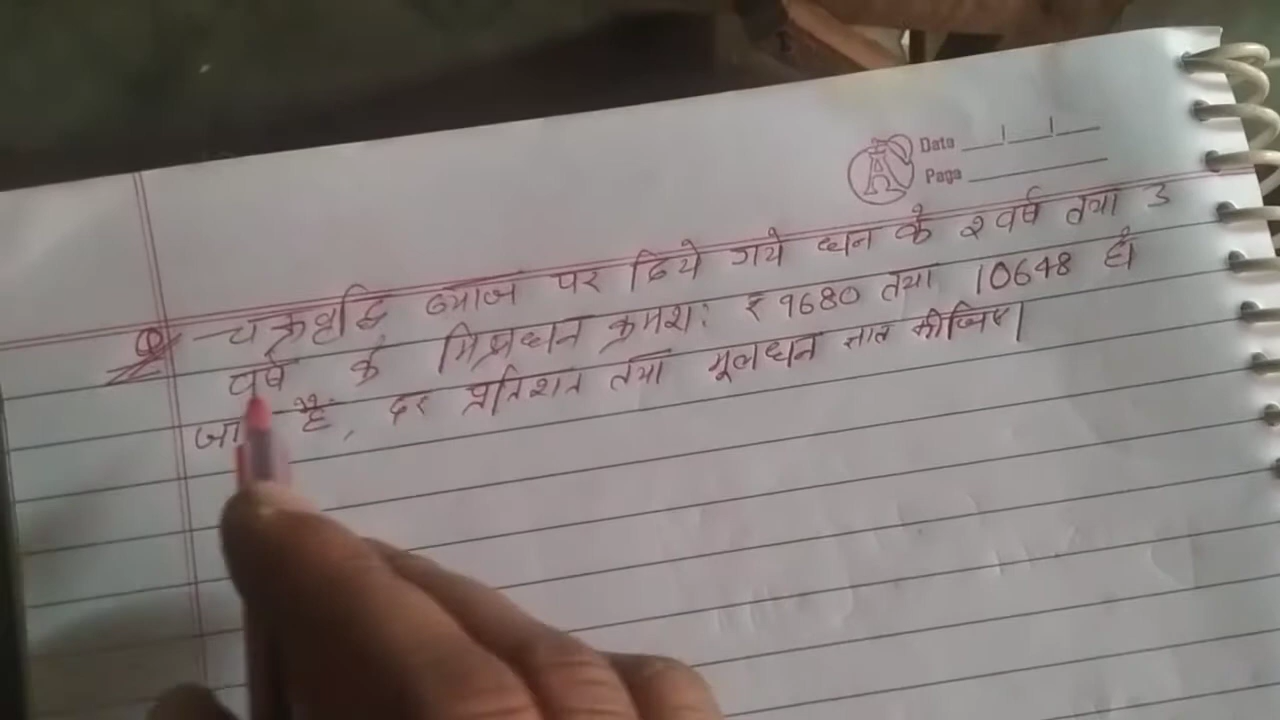 Date
Page
Q - चक्रवृद्धि ब्याज पर दिये गये धन के २ वर्ष तथा 3
वर्ष के मिश्रधन क्रमश: ₹ 9680 तथा 10648 हो
जा हैं, दर प्रतिशत तथा मूलधन ज्ञात कीजिए।